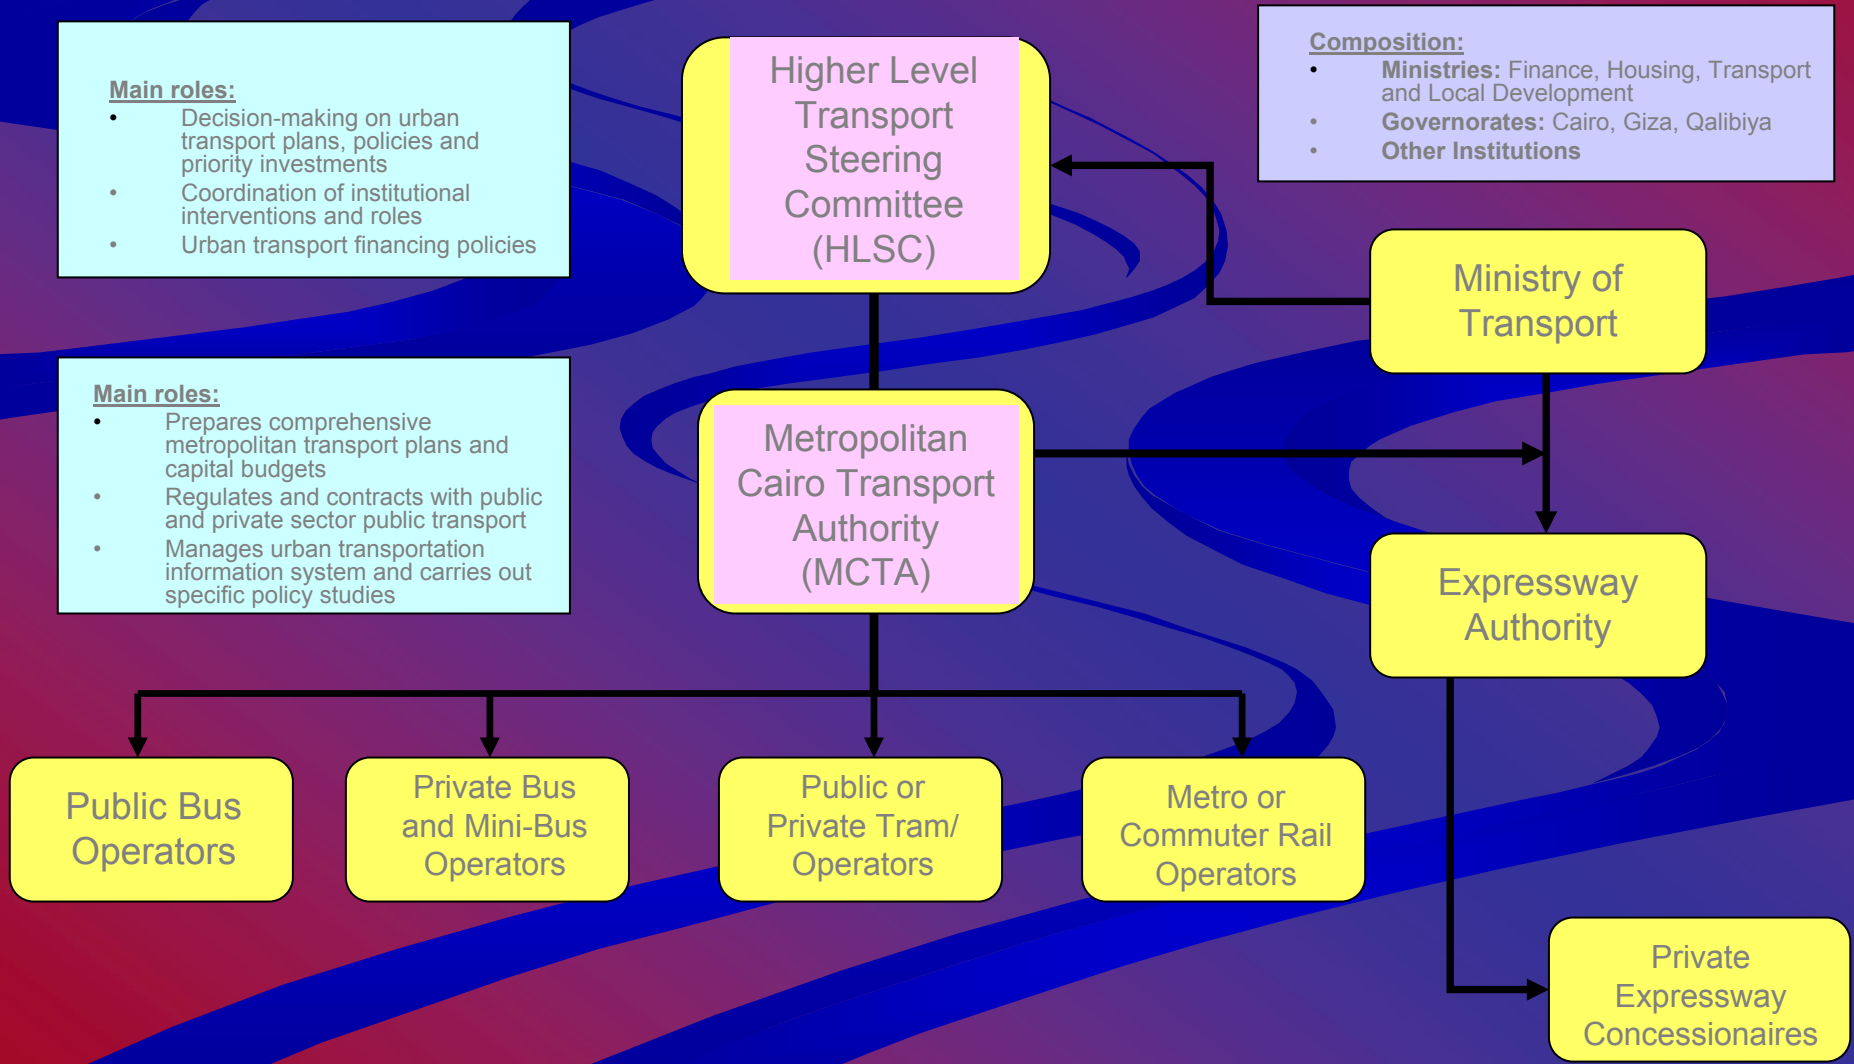 Main roles:
• Decision-making on urban
transport plans, policies and
priority investments
• Coordination of institutional
interventions and roles
• Urban transport financing policies
Higher Level
Transport
Steering
Committee
(HLSC)
Composition:
• Ministries: Finance, Housing, Transport
and Local Development
• Governorates: Cairo, Giza, Qalibiya
• Other Institutions
Ministry of
Transport
Main roles:
• Prepares comprehensive
metropolitan transport plans and
capital budgets
• Regulates and contracts with public
and private sector public transport
• Manages urban transportation
information system and carries out
specific policy studies
Metropolitan
Cairo Transport
Authority
(MCTA)
Expressway
Authority
Public Bus
Operators
Private Bus
and Mini-Bus
Operators
Public or
Private Tram/
Operators
Metro or
Commuter Rail
Operators
Private
Expressway
Concessionaires